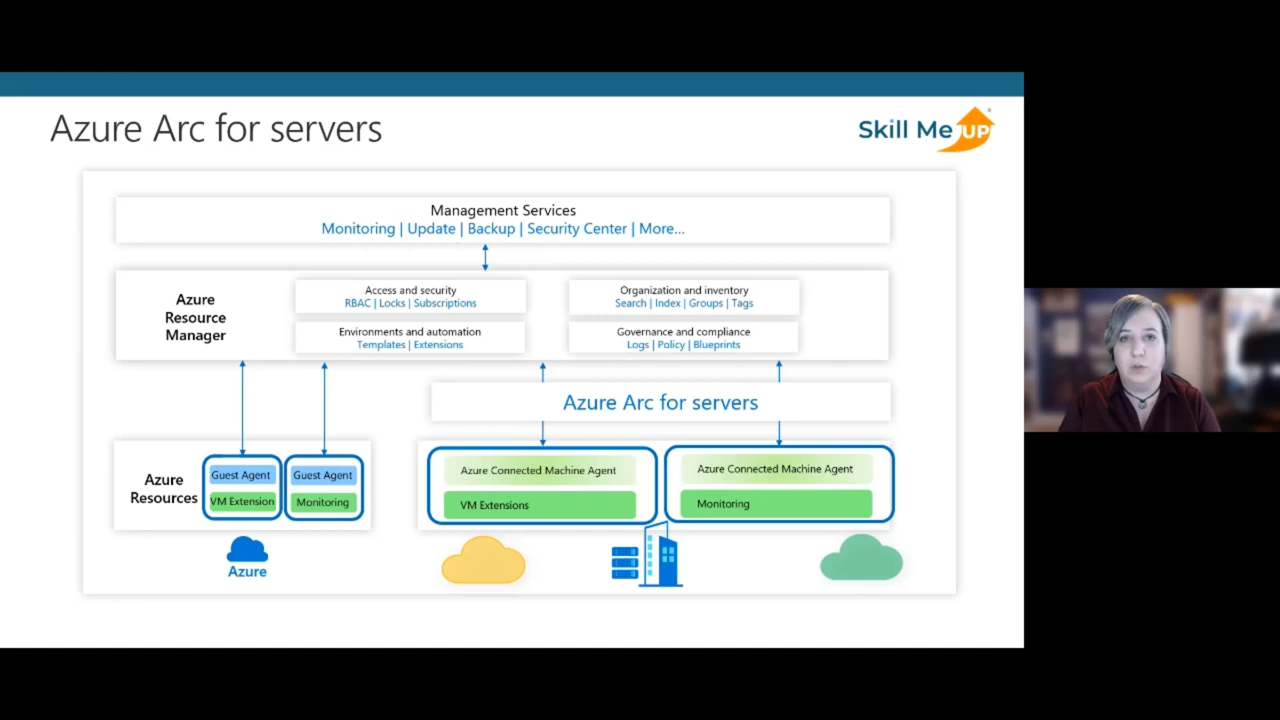 Azure Arc for servers
Skill Me UP
Management Services
Monitoring | Update | Backup | Security Center | More...
Azure
Resource
Manager
Access and security
RBAC | Locks | Subscriptions
Organization and inventory
Search | Index | Groups | Tags
Environments and automation
Templates | Extensions
Governance and compliance
Logs | Policy | Blueprints
Azure Arc for servers
Azure
Resources
Guest Agent
VM Extension
Guest Agent
Monitoring
Azure Connected Machine Agent
VM Extensions
Azure Connected Machine Agent
Monitoring
Azure